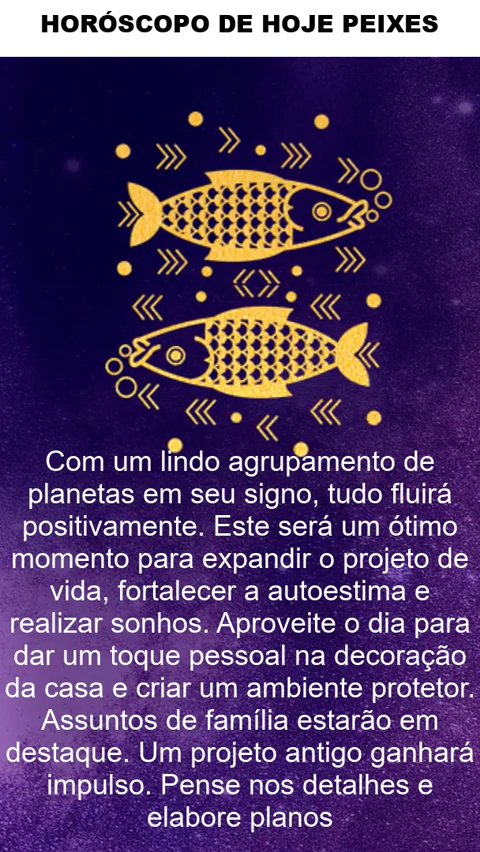 HORÓSCOPO DE HOJE PEIXES
Com um lindo agrupamento de
planetas em seu signo, tudo fluirá
positivamente. Este será um ótimo
momento para expandir o projeto de
vida, fortalecer a autoestima e
realizar sonhos. Aproveite o dia para
dar um toque pessoal na decoração
da casa e criar um ambiente protetor.
Assuntos de família estarão em
destaque. Um projeto antigo ganhará
impulso. Pense nos detalhes e
elabore planos